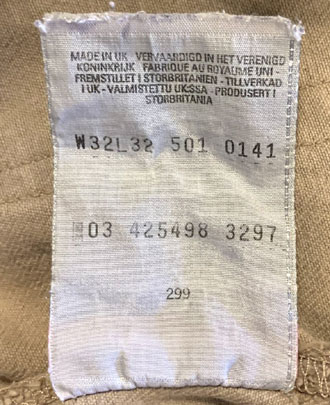 MADE IN UK · VERVAARDIGD IN HET VERENIGD
KONINKRIJK · FABRIQUE AU ROYAUME UNI -
FREMSTILLET I STORBRITANIEN - TILLVERKAD
I UK - VALMISTETTU UK:SSA - PRODUSERT I
STORBRITANIA
W32L32 501 0141
03 425498 3297
299